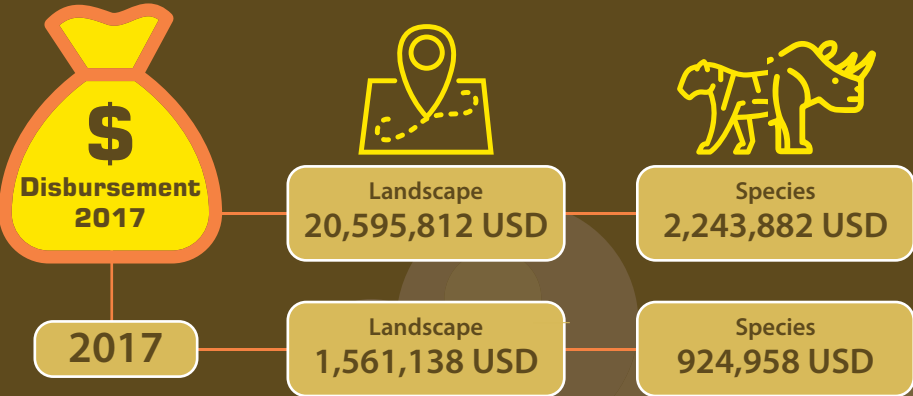 $
Disbursement
2017
Landscape
20,595,812 USD
Species
2,243,882 USD
2017
Landscape
1,561,138 USD
Species
924,958 USD